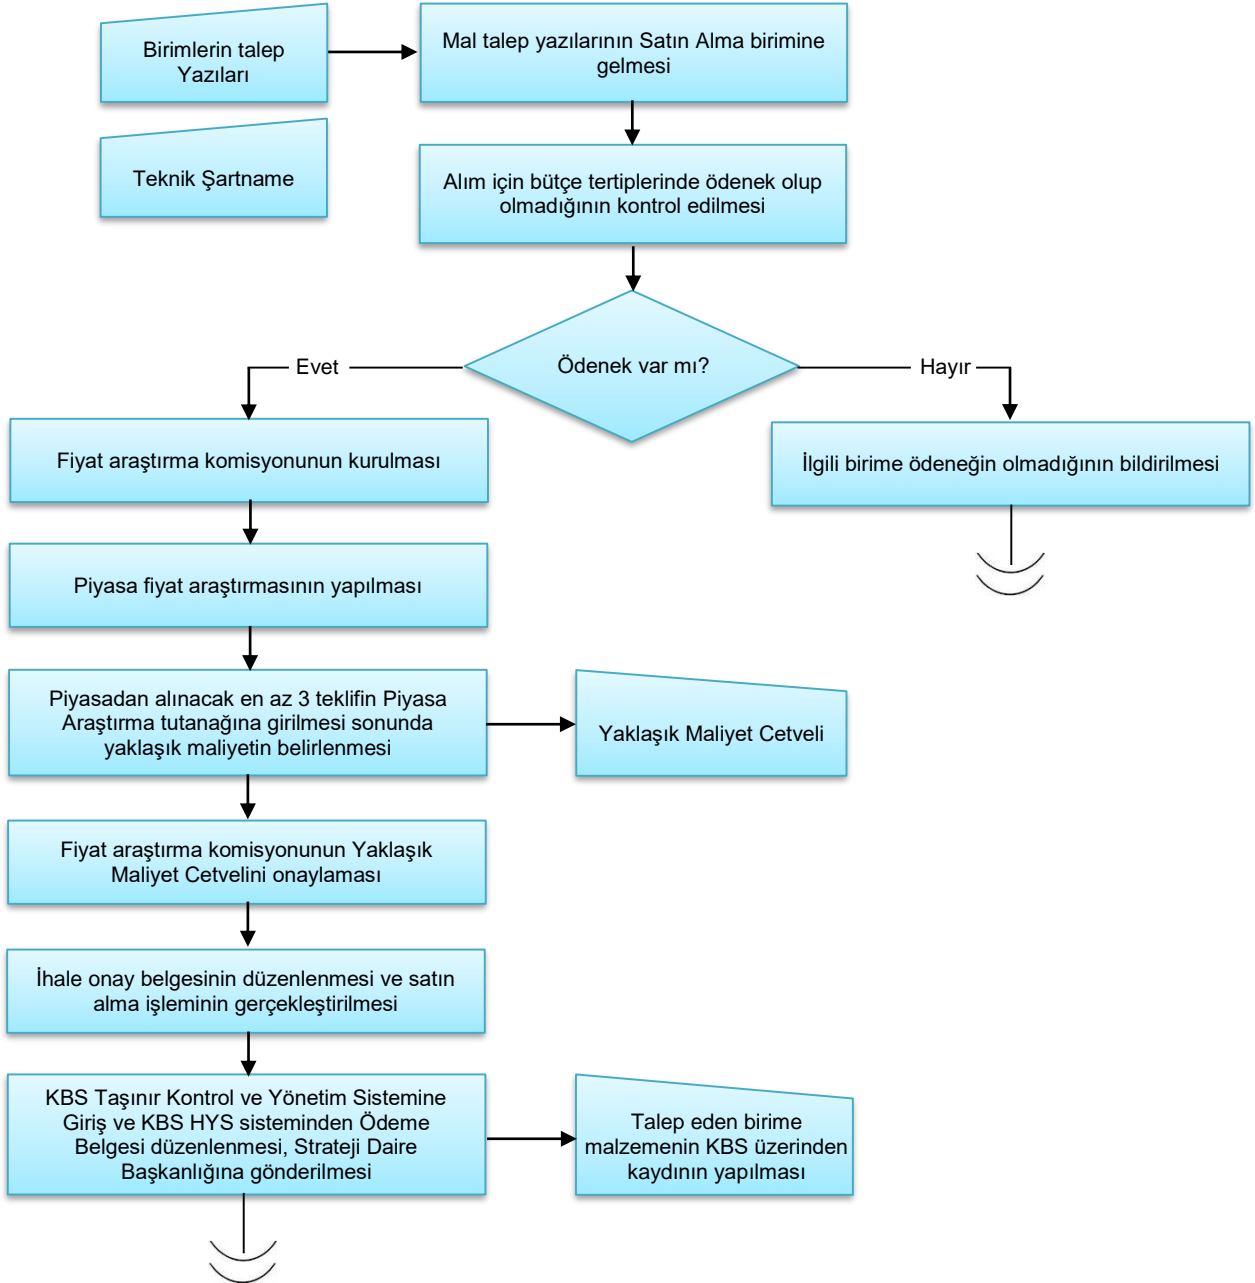 Birimlerin talep
Yazıları
Mal talep yazılarının Satın Alma birimine
gelmesi
Teknik Şartname
Alım için bütçe tertiplerinde ödenek olup
olmadığının kontrol edilmesi
Ödenek var mı?
Evet
Hayır
Fiyat araştırma komisyonunun kurulması
İlgili birime ödeneğin olmadığının bildirilmesi
Piyasa fiyat araştırmasının yapılması
Piyasadan alınacak en az 3 teklifin Piyasa
Araştırma tutanağına girilmesi sonunda
yaklaşık maliyetin belirlenmesi
Yaklaşık Maliyet Cetveli
Fiyat araştırma komisyonunun Yaklaşık
Maliyet Cetvelini onaylaması
İhale onay belgesinin düzenlenmesi ve satın
alma işleminin gerçekleştirilmesi
KBS Taşınır Kontrol ve Yönetim Sistemine
Giriş ve KBS HYS sisteminden Ödeme
Belgesi düzenlenmesi, Strateji Daire
Başkanlığına gönderilmesi
Talep eden birime
malzemenin KBS üzerinden
kaydının yapılması